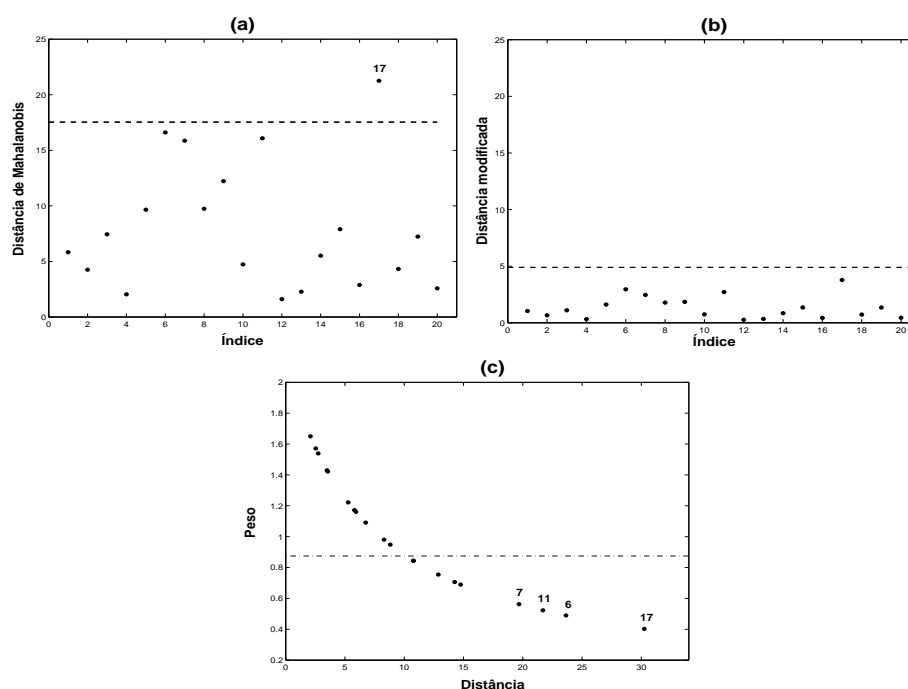 (a)
25
20
15
10
5
0
17
0 2 4 6 8 10 12 14 16 18 20
Distância de Mahalanobis
Índice
(b)
25
20
15
10
5
0
0 2 4 6 8 10 12 14 16 18 20
Distância modificada
Índice
(c)
2
1.8
1.6
1.4
1.2
1
0.8
0.6
0.4
0.2
7
11
6
17
0 5 10 15 20 25 30
Peso
Distância